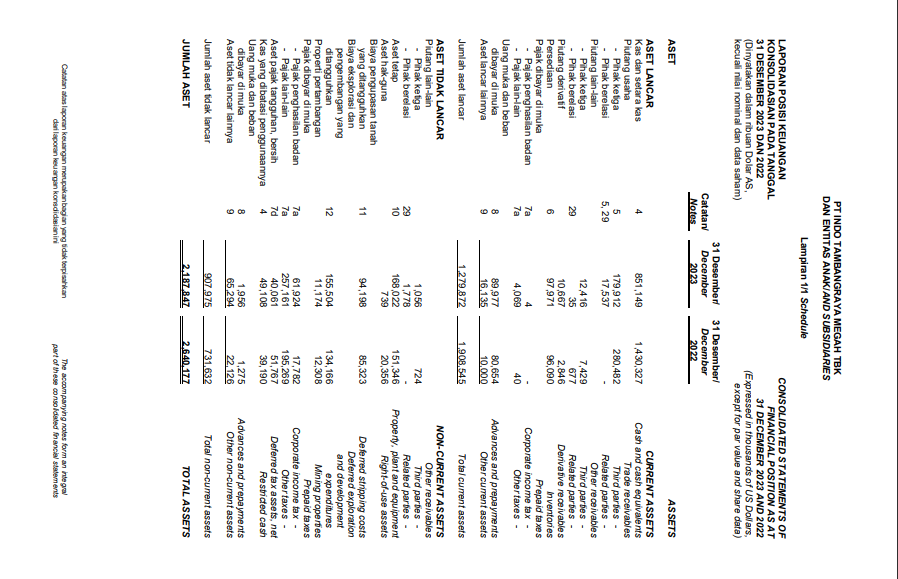 PT INDO TAMBANGRAYA MEGAH TBK
DAN ENTITAS ANAK/AND SUBSIDIARIES
Lampiran 1/1 Schedule
LAPORAN POSISI KEUANGAN CONSOLIDATED STATEMENTS OF
KONSOLIDASIAN PADA TANGGAL FINANCIAL POSITION AS AT
31 DESEMBER 2023 DAN 2022 31 DECEMBER 2023 AND 2022
(Dinyatakan dalam ribuan Dolar AS, (Expressed in thousands of US Dollars,
kecuali nilai nominal dan data saham) except for par value and share data)
31 Desember/ 31 Desember/
Catatan/ December December
Notes 2023 2022
ASET ASSETS
ASET LANCAR CURRENT ASSETS
Kas dan setara kas 4 851,149 1,430,327 Cash and cash equivalents
Piutang usaha Trade receivables
- Pihak ketiga 5 179,912 280,482 Third parties -
- Pihak berelasi 5, 29 17,537 - Related parties -
Piutang lain-lain Other receivables
- Pihak ketiga 12,416 7,429 Third parties -
- Pihak berelasi 29 35 677 Related parties -
Piutang derivatif 10,667 2,846 Derivative receivables
Persediaan 6 97,971 96,090 Inventories
Pajak dibayar di muka Prepaid taxes
- Pajak penghasilan badan 7a 4 - Corporate income tax -
- Pajak lain-lain 7a 4,069 40 Other taxes -
Uang muka dan beban
dibayar di muka 8 89,977 80,654 Advances and prepayments
Aset lancar lainnya 9 16,135 10,000 Other current assets
Jumlah aset lancar 1,279,872 1,908,545 Total current assets
ASET TIDAK LANCAR NON-CURRENT ASSETS
Piutang lain-lain Other receivables
- Pihak ketiga 1,056 724 Third parties -
- Pihak berelasi 29 1,778 - Related parties -
Aset tetap 10 168,022 151,346 Property, plant and equipment
Aset hak-guna 739 20,356 Right-of-use assets
Biaya pengupasan tanah
yang ditangguhkan 11 94,198 85,323 Deferred stripping costs
Biaya eksplorasi dan Deferred exploration
pengembangan yang and development
ditangguhkan 12 155,504 134,166 expenditures
Properti pertambangan 11,174 12,308 Mining properties
Pajak dibayar di muka Prepaid taxes
- Pajak penghasilan badan 7a 61,924 17,782 Corporate income tax -
- Pajak lain-lain 7a 257,161 195,269 Other taxes -
Aset pajak tangguhan, bersih 7d 40,061 51,767 Deferred tax assets, net
Kas yang dibatasi penggunaannya 4 49,108 39,190 Restricted cash
Uang muka dan beban
dibayar di muka 8 1,956 1,275 Advances and prepayments
Aset tidak lancar lainnya 9 65,294 22,126 Other non-current assets
Jumlah aset tidak lancar 907,975 731,632 Total non-current assets
JUMLAH ASET 2,187,847 2,640,177 TOTAL ASSETS
Catatan atas laporan keuangan merupakan bagian yang tidak terpisahkan The accompanying notes form an integral
dari laporan keuangan konsolidasian ini part of these consolidated financial statements